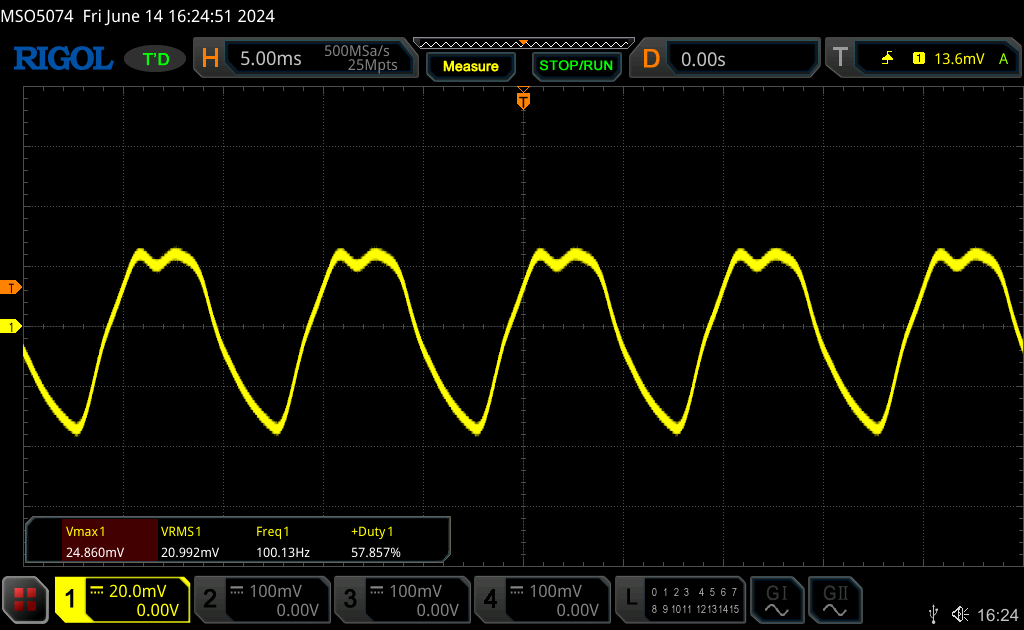 MSO5074 Fri June 14 16:24:51 2024
RIGOL T'D H 5.00ms 500MSa/s 25Mpts Measure STOP/RUN D 0.00s T 1 13.6mV A
T
T
1
Vmax1 VRMS1 Freq1 +Duty1
24.860mV 20.992mV 100.13Hz 57.857%
1 20.0mV 0.00V 2 100mV 0.00V 3 100mV 0.00V 4 100mV 0.00V L 0 1 2 3 4 5 6 7 8 9 10 11 12 13 14 15 GI GII
16:24